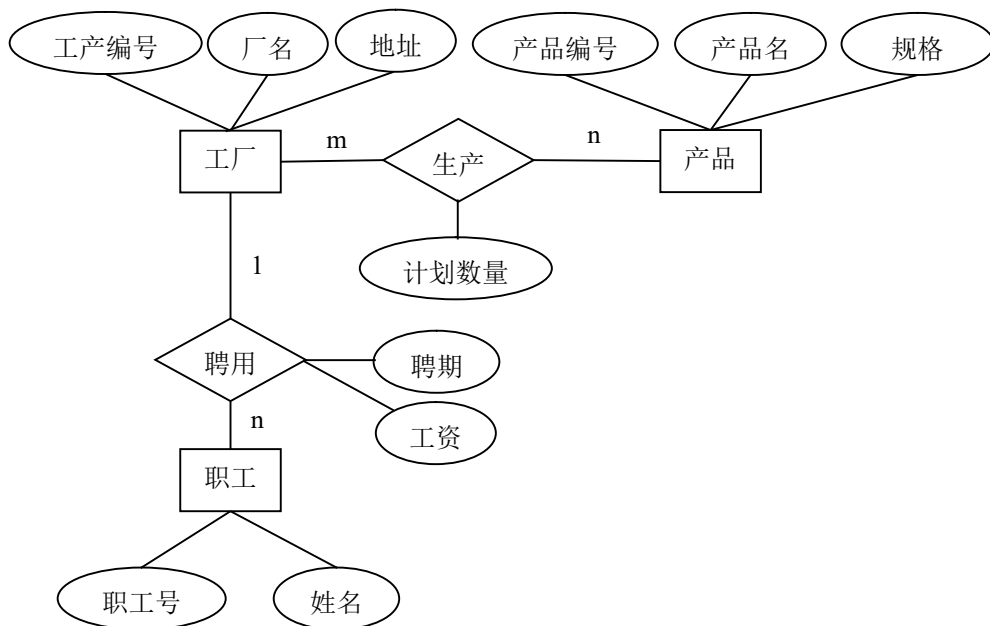 工产编号
厂名
地址
产品编号
产品名
规格
工厂
m
生产
n
产品
计划数量
1
聘用
聘期
工资
n
职工
职工号
姓名